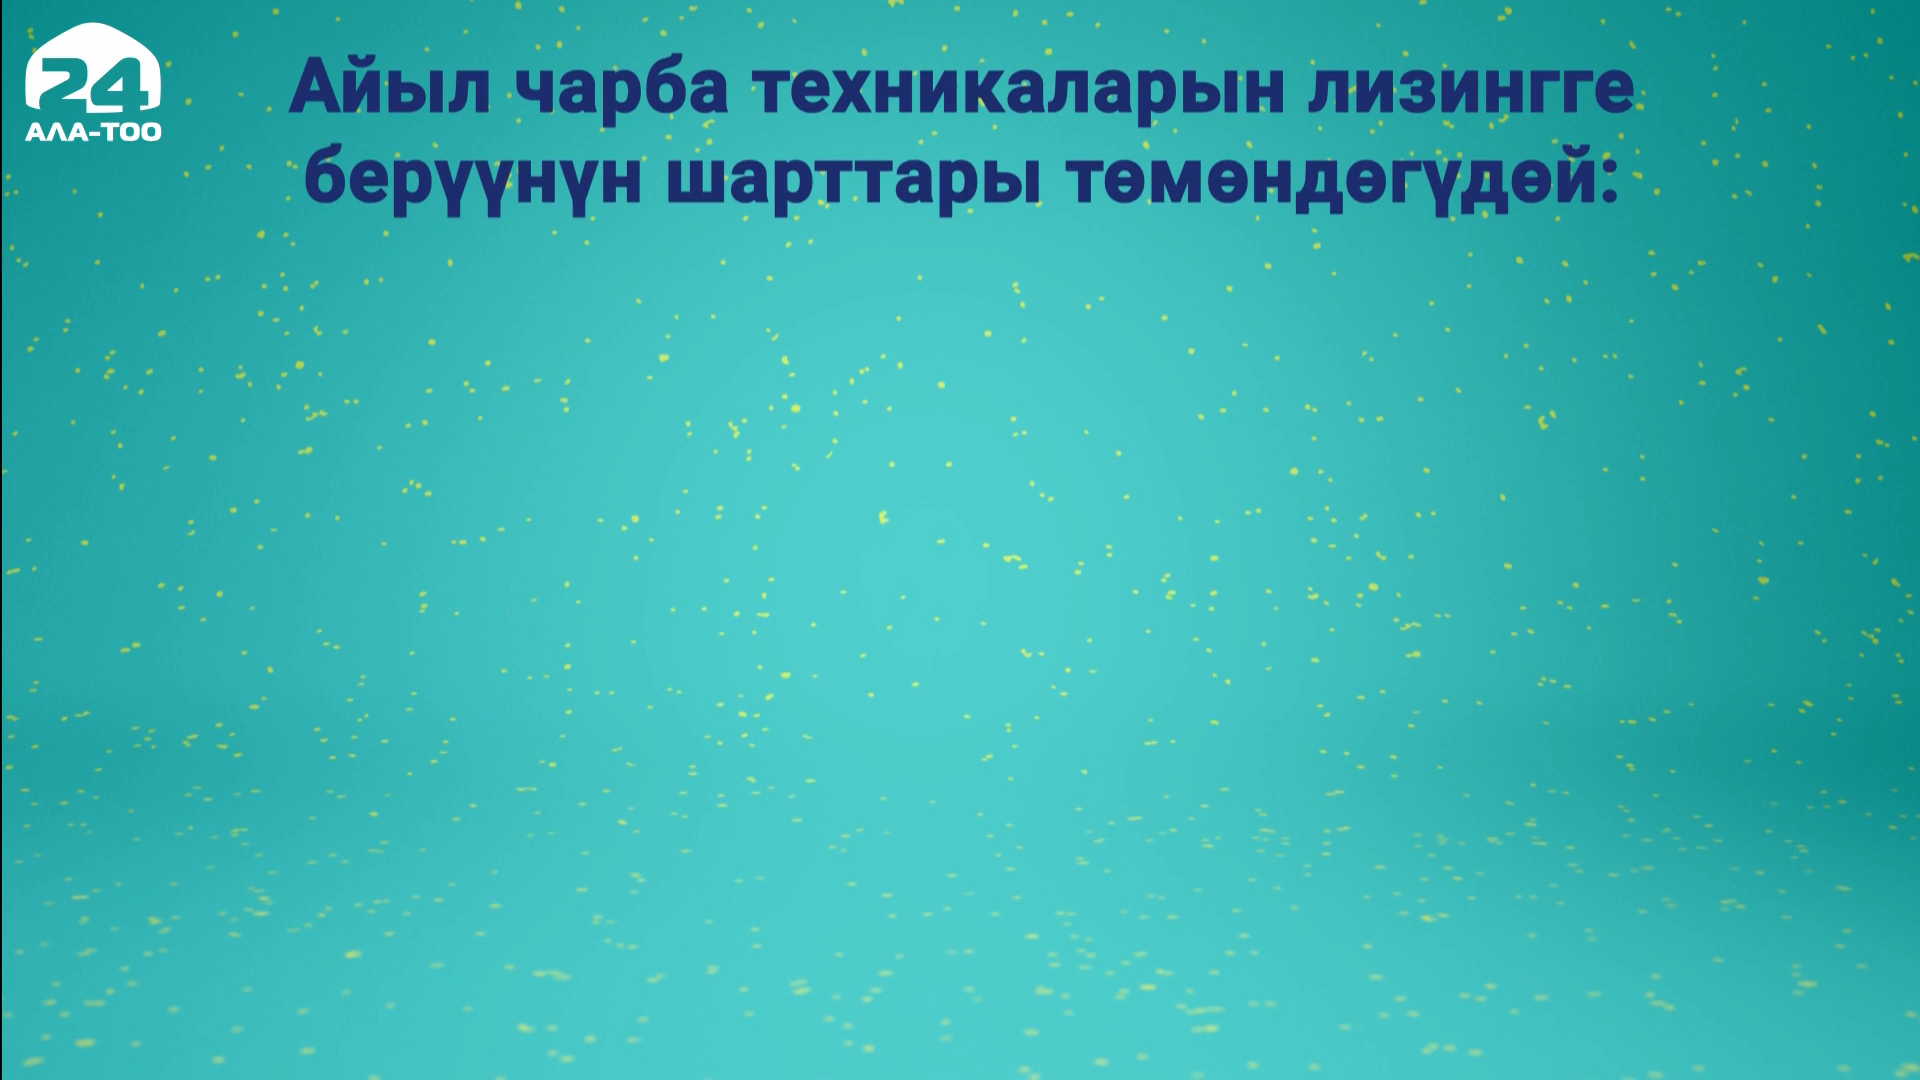 24
АЛА-ТОО
Айыл чарба техникаларын лизингге
берүүнүн шарттары төмөндөгүдөй: